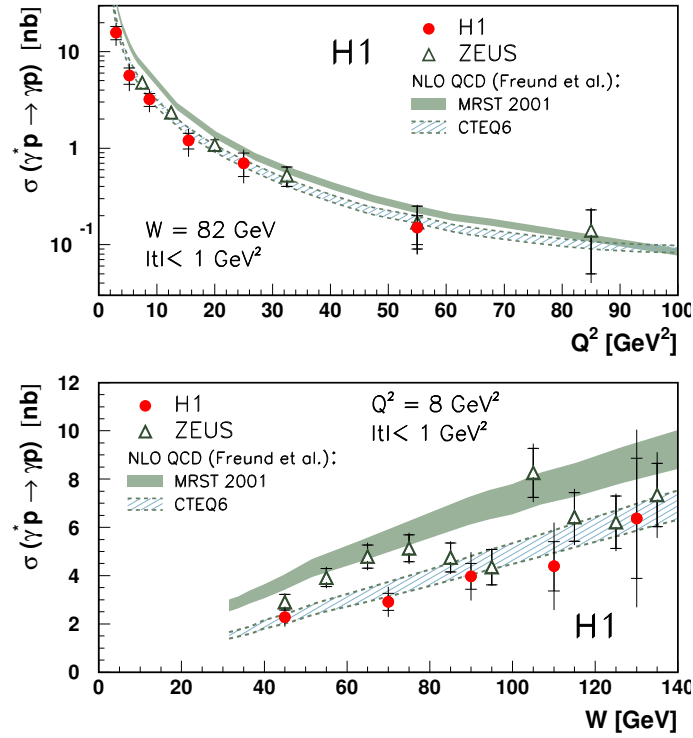 σ (γ* p → γp) [nb]
10
1
10⁻¹
H1
H1
ZEUS
NLO QCD (Freund et al.):
MRST 2001
CTEQ6
W = 82 GeV
|t|< 1 GeV²
0 10 20 30 40 50 60 70 80 90 100
Q² [GeV²]
σ (γ* p → γp) [nb]
12
10
8
6
4
2
0
H1
ZEUS
NLO QCD (Freund et al.):
MRST 2001
CTEQ6
Q² = 8 GeV²
|t|< 1 GeV²
H1
0 20 40 60 80 100 120 140
W [GeV]